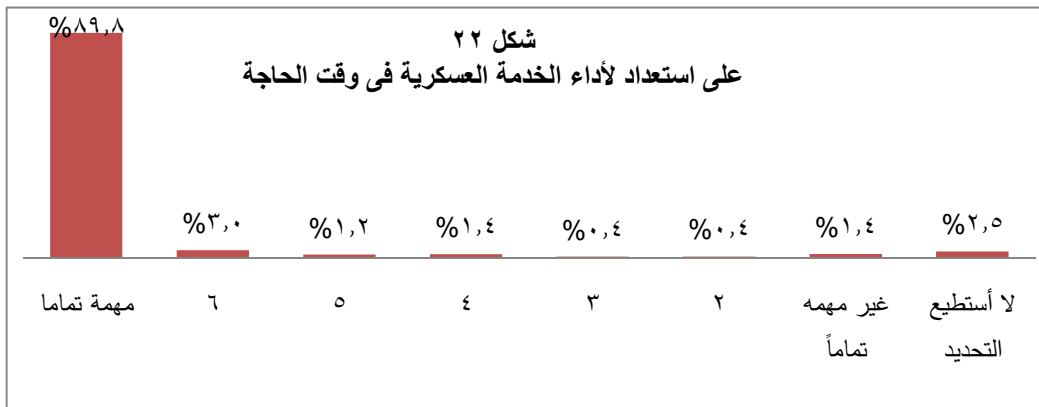 شكل ٢٢
على استعداد لأداء الخدمة العسكرية فى وقت الحاجة
%٨٩,٨
%٣,٠
%١,٢
%١,٤
%٠,٤
%٠,٤
%١,٤
%٢,٥
مهمة تماما
٦
٥
٤
٣
٢
غير مهمه
تماماً
لا أستطيع
التحديد